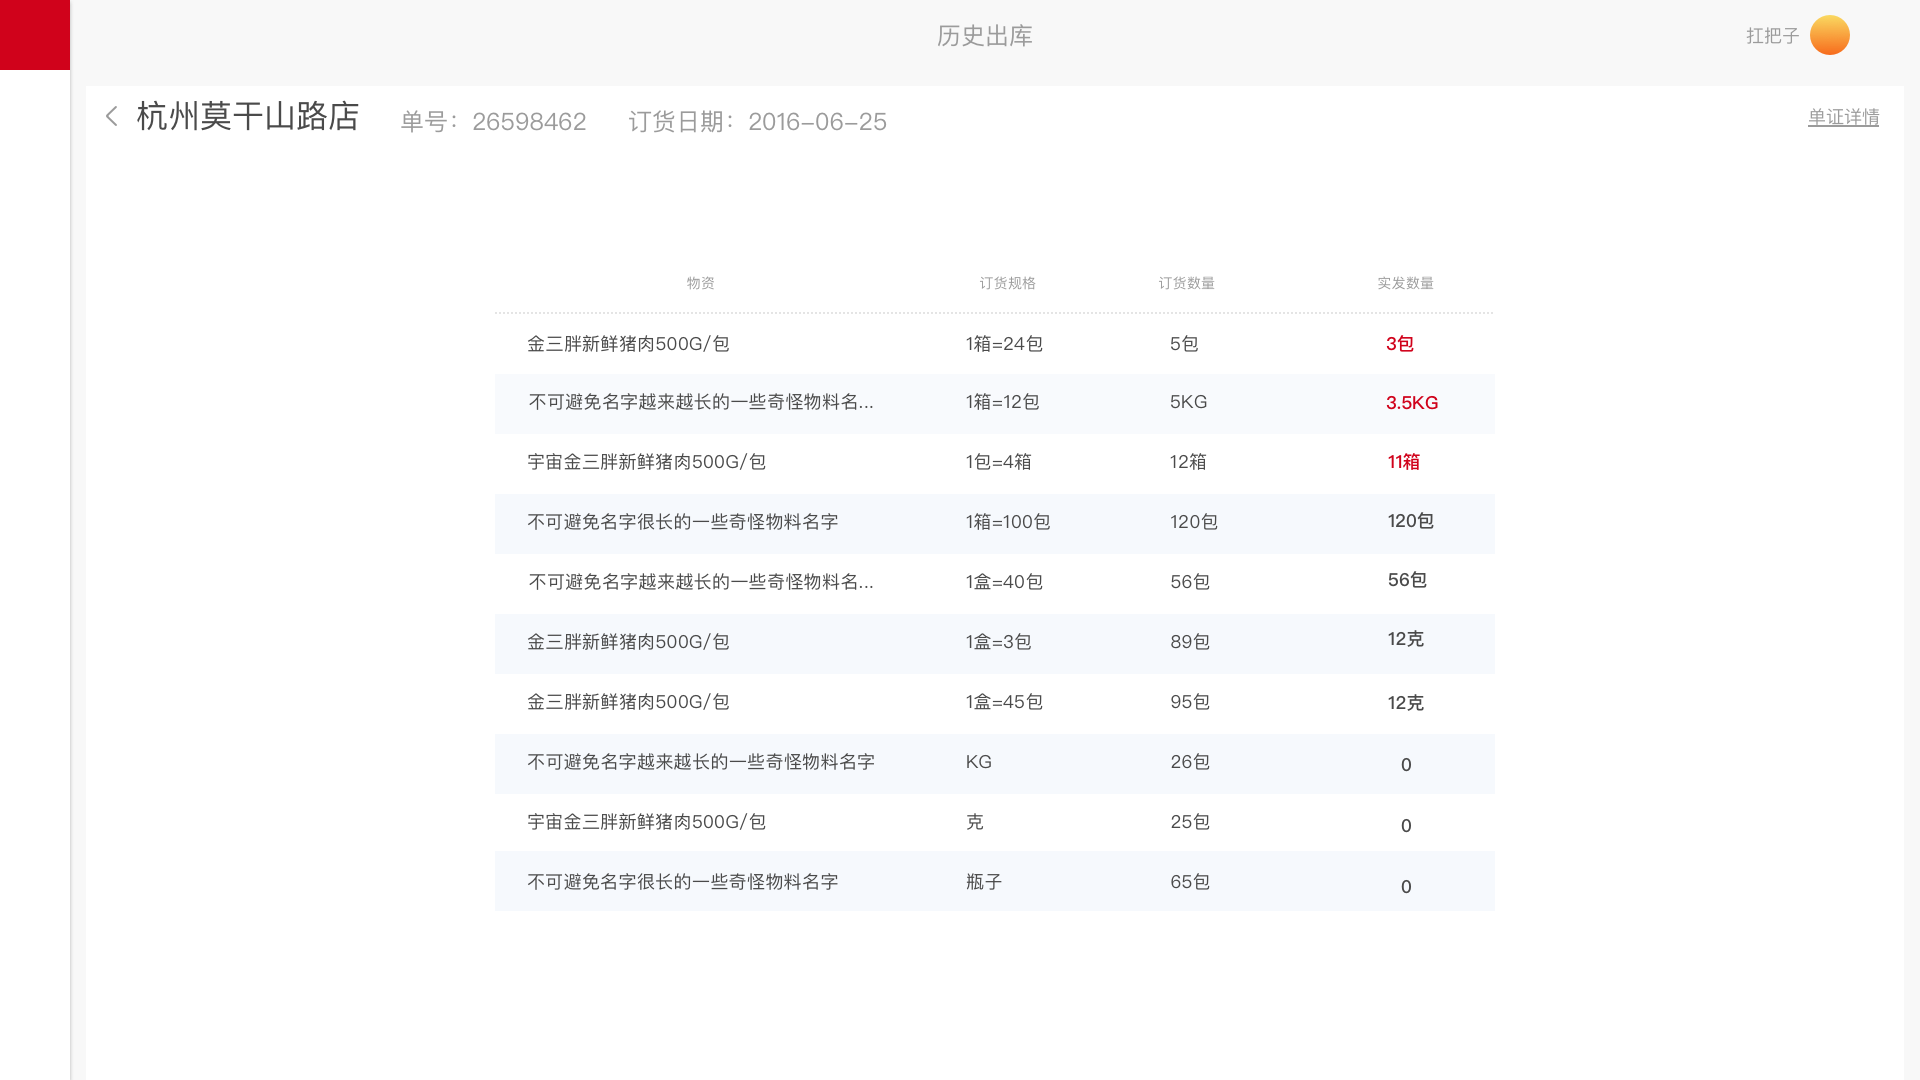 历史出库
扛把子
杭州莫干山路店 单号：26598462 订货日期：2016-06-25
单证详情
物资 订货规格 订货数量 实发数量
金三胖新鲜猪肉500G/包 1箱=24包 5包 3包
不可避免名字越来越长的一些奇怪物料名... 1箱=12包 5KG 3.5KG
宇宙金三胖新鲜猪肉500G/包 1包=4箱 12箱 11箱
不可避免名字很长的一些奇怪物料名字 1箱=100包 120包 120包
不可避免名字越来越长的一些奇怪物料名... 1盒=40包 56包 56包
金三胖新鲜猪肉500G/包 1盒=3包 89包 12克
金三胖新鲜猪肉500G/包 1盒=45包 95包 12克
不可避免名字越来越长的一些奇怪物料名字 KG 26包 0
宇宙金三胖新鲜猪肉500G/包 克 25包 0
不可避免名字很长的一些奇怪物料名字 瓶子 65包 0